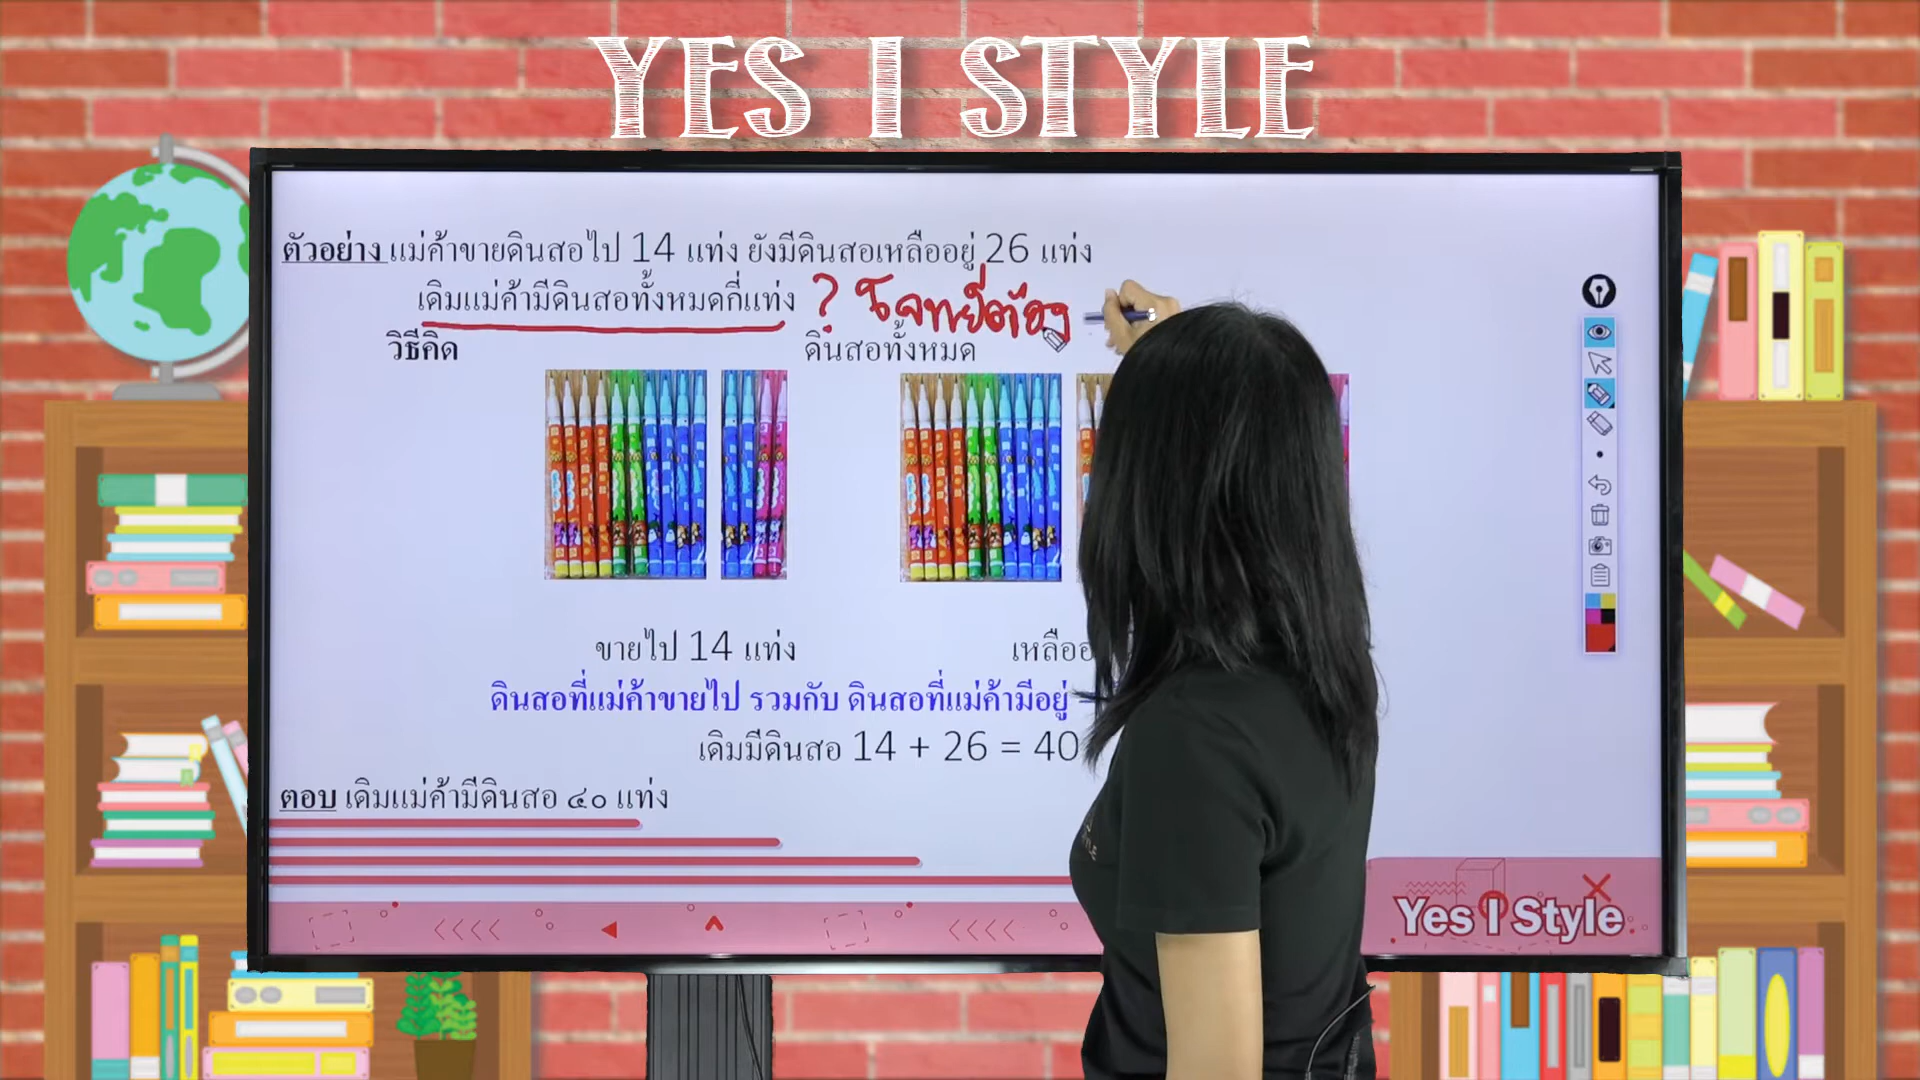 YES I STYLE
ตัวอย่าง แม่ค้าขายดินสอไป 14 แท่ง ยังมีดินสอเหลืออยู่ 26 แท่ง
เดิมแม่ค้ามีดินสอทั้งหมดกี่แท่ง ? โจทย์ต้อง
วิธีคิด ดินสอทั้งหมด
ขายไป 14 แท่ง เหลือ
ดินสอที่แม่ค้าขายไป รวมกับ ดินสอที่แม่ค้ามีอยู่
เดิมมีดินสอ 14 + 26 = 40
ตอบ เดิมแม่ค้ามีดินสอ ๔๐ แท่ง
Yes I Style